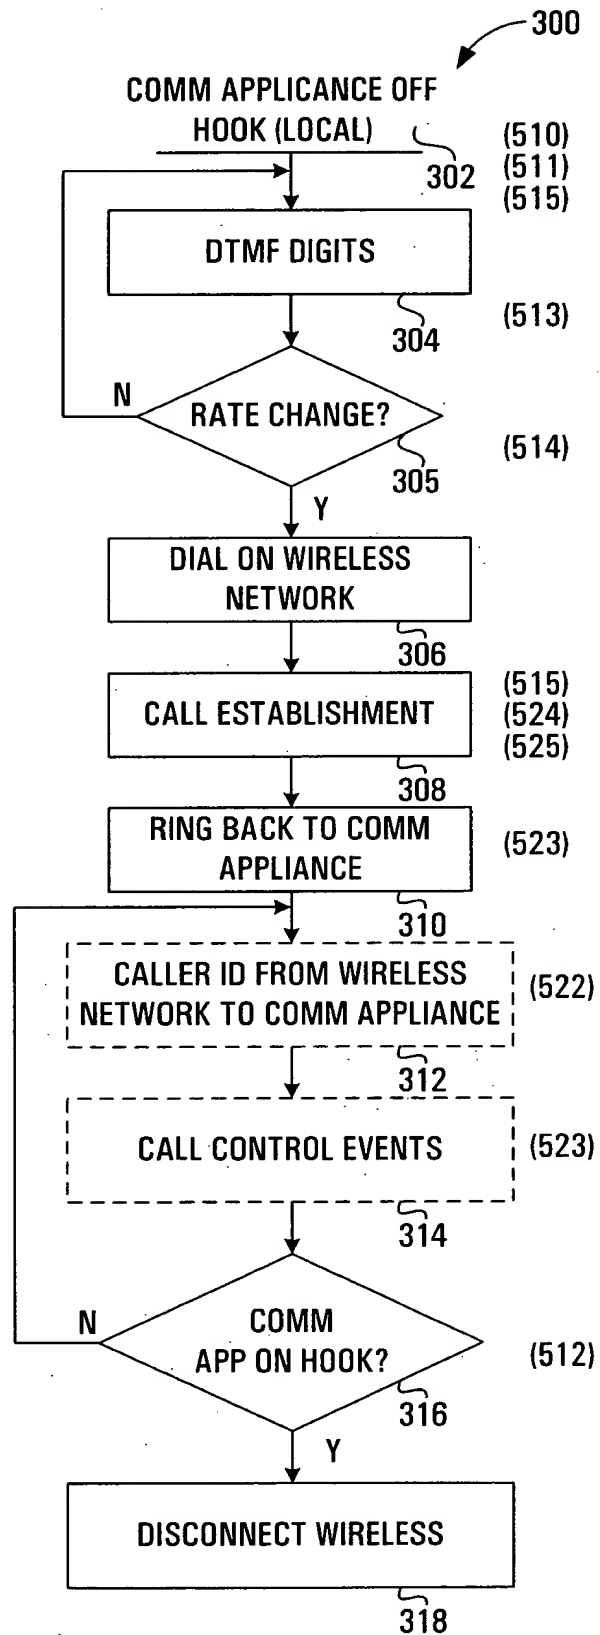 300
COMM APPLICANCE OFF
HOOK (LOCAL)
302
(510)
(511)
(515)
DTMF DIGITS
304
(513)
N
RATE CHANGE?
305
(514)
Y
DIAL ON WIRELESS
NETWORK
306
CALL ESTABLISHMENT
308
(515)
(524)
(525)
RING BACK TO COMM
APPLIANCE
310
(523)
CALLER ID FROM WIRELESS
NETWORK TO COMM APPLIANCE
312
(522)
CALL CONTROL EVENTS
314
(523)
N
COMM
APP ON HOOK?
316
(512)
Y
DISCONNECT WIRELESS
318